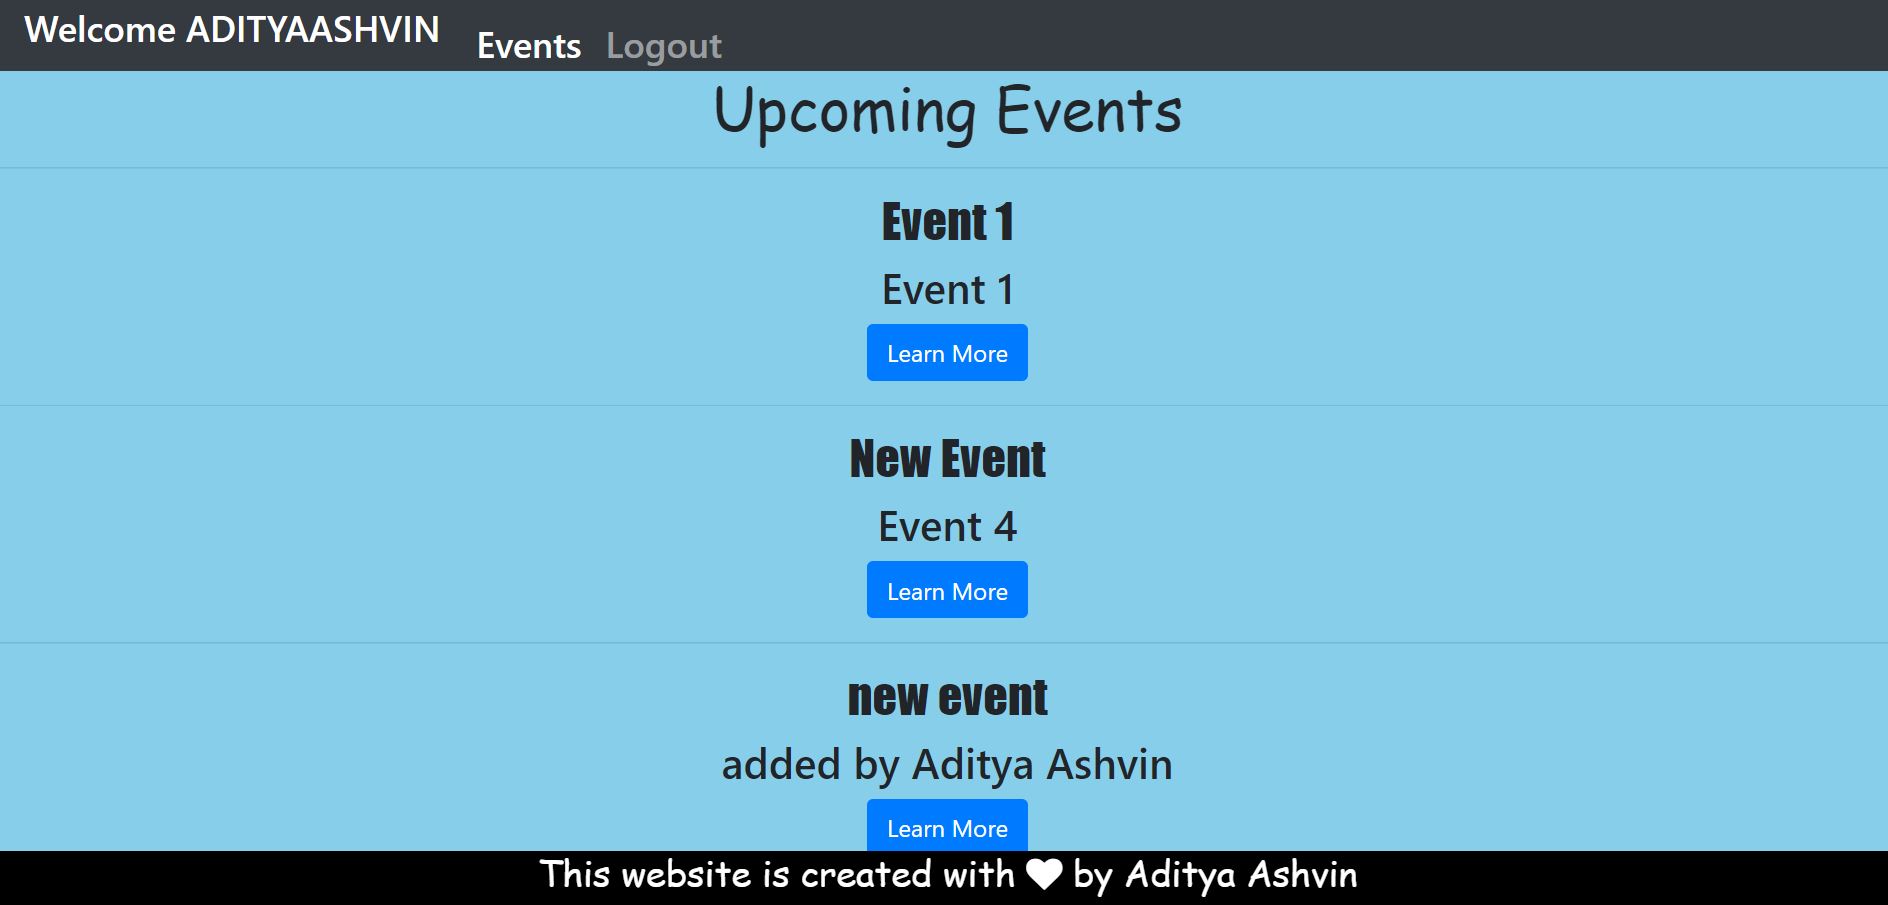 Welcome ADITYAASHVIN Events Logout
Upcoming Events
Event 1
Event 1
Learn More
New Event
Event 4
Learn More
new event
added by Aditya Ashvin
Learn More
This website is created with ♥ by Aditya Ashvin